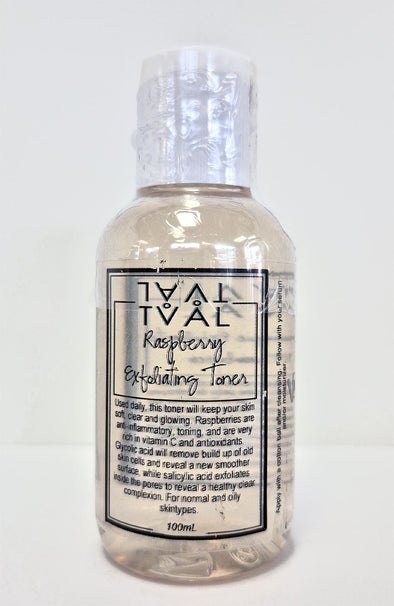 TVÅL
TVÅL
Raspberry
Exfoliating Toner
Used daily, this toner will keep your skin
soft, clear and glowing. Raspberries are
anti-inflammatory, toning, and are very
rich in vitamin C and antioxidants.
Glycolic acid will remove build up of old
skin cells and reveal a new smoother
surface, while salicylic acid exfoliates
inside the pores to reveal a healthy clear
complexion. For normal and oily
skintypes.
100mL
Apply with a cotton ball after cleansing. Follow with your serum
and/or moisturizer.